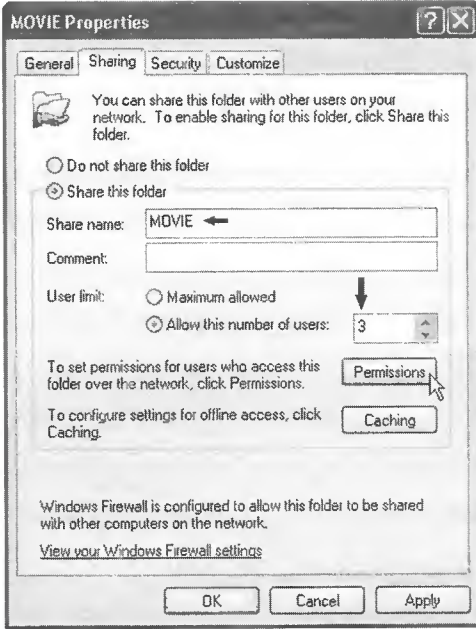 MOVIE Properties
General Sharing Security Customize
You can share this folder with other users on your
network. To enable sharing for this folder, click Share this
folder.
Do not share this folder
Share this folder
Share name: MOVIE
Comment:
User limit: Maximum allowed
Allow this number of users: 3
To set permissions for users who access this
folder over the network, click Permissions.
Permissions
To configure settings for offline access, click
Caching.
Caching
Windows Firewall is configured to allow this folder to be shared
with other computers on the network.
View your Windows Firewall settings
OK Cancel Apply